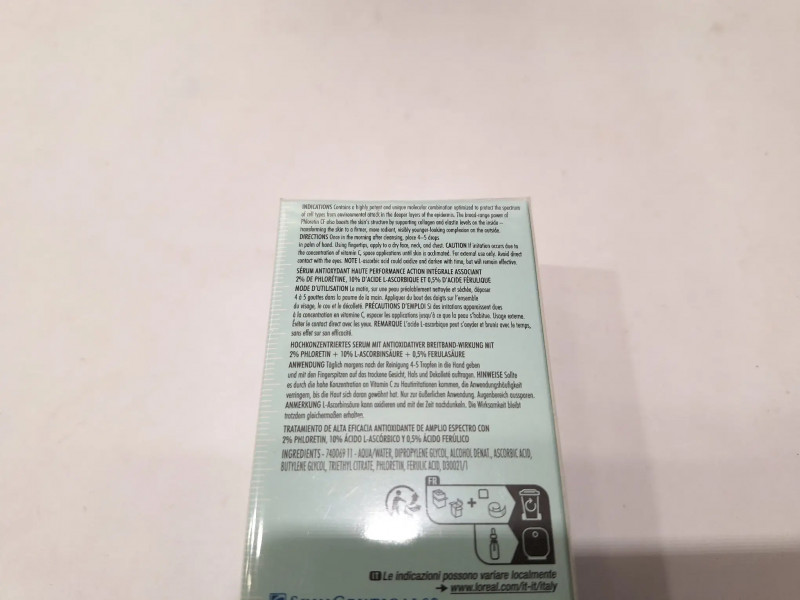 INDICATIONS Contains a highly potent and unique molecular combination optimized to protect the spectrum
of cell types from environmental attack in the deeper layers of the epidermis. The broad-range power of
Phloretin CF also boosts the skin's structure by supporting collagen and elastin levels on the inside –
transforming the skin to a firmer, more radiant, visibly younger-looking complexion on the outside.
DIRECTIONS Once in the morning after cleansing, place 4-5 drops
in palm of hand. Using fingertips, apply to a dry face, neck, and chest. CAUTION If irritation occurs due to
the concentration of vitamin C, space applications until skin is acclimated. For external use only. Avoid direct
contact with the eyes. NOTE L-ascorbic acid could oxidize and darken with time, but will remain effective.
SÉRUM ANTIOXYDANT HAUTE PERFORMANCE ACTION INTÉGRALE ASSOCIANT
2% DE PHLORÉTINE, 10% D'ACIDE L-ASCORBIQUE ET 0,5% D'ACIDE FÉRULIQUE
MODE D'UTILISATION Le matin, sur une peau préalablement nettoyée et séchée, déposer
4 à 5 gouttes dans la paume de la main. Appliquer du bout des doigts sur l'ensemble
du visage, le cou et le décolleté. PRÉCAUTIONS D'EMPLOI Si des irritations apparaissent dues
à la concentration en vitamine C, espacer les applications jusqu'à ce que la peau s'habitue. Usage externe.
Éviter le contact direct avec les yeux. REMARQUE L'acide L-ascorbique peut s'oxyder et brunir avec le temps,
sans effet sur son efficacité.
HOCHKONZENTRIERTES SERUM MIT ANTIOXIDATIVER BREITBAND-WIRKUNG MIT
2% PHLORETIN + 10% L-ASCORBINSÄURE + 0,5% FERULASÄURE
ANWENDUNG Täglich morgens nach der Reinigung 4-5 Tropfen in die Hand geben
und mit den Fingerspitzen auf das trockene Gesicht, Hals und Dekolleté auftragen. HINWEISE Sollte
es durch die hohe Konzentration an Vitamin C zu Hautirritationen kommen, die Anwendungshäufigkeit
verringern, bis die Haut sich daran gewöhnt hat. Nur zur äußerlichen Anwendung. Augenbereich aussparen.
ANMERKUNG L-Ascorbinsäure kann oxidieren und mit der Zeit nachdunkeln. Die Wirksamkeit bleibt
trotzdem gleichermaßen erhalten.
TRATAMIENTO DE ALTA EFICACIA ANTIOXIDANTE DE AMPLIO ESPECTRO CON
2% PHLORETIN, 10% ÁCIDO L-ASCÓRBICO Y 0,5% ÁCIDO FERÚLICO
INGREDIENTS - 740069 11 - AQUA/WATER, DIPROPYLENE GLYCOL, ALCOHOL DENAT., ASCORBIC ACID,
BUTYLENE GLYCOL, TRIETHYL CITRATE, PHLORETIN, FERULIC ACID, D30021/1
FR
IT Le indicazioni possono variare localmente
→ www.loreal.com/it-it/italy